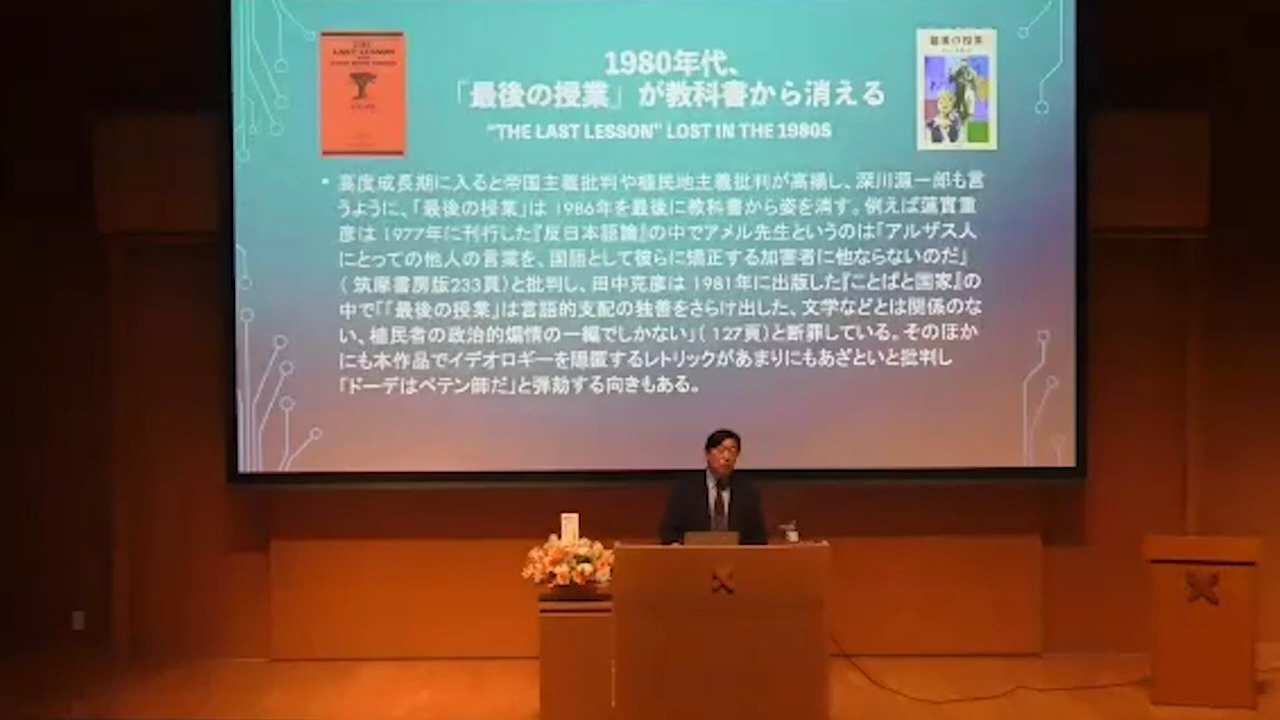 THE
LAST LESSON
最後の授業
1980年代、
「最後の授業」が教科書から消える
"THE LAST LESSON" LOST IN THE 1980S
• 高度成長期に入ると帝国主義批判や植民地主義批判が高揚し、深川源一郎も言
うように、「最後の授業」は 1986年を最後に教科書から姿を消す。例えば蓮實重
彦は 1977年に刊行した『反日本語論』の中でアメル先生というのは「アルザス人
にとっての他人の言葉を、国語として彼らに矯正する加害者に他ならないのだ」
( 筑摩書房版233頁)と批判し、田中克彦は 1981年に出版した『ことばと国家』の
中で「「最後の授業」は言語的支配の独善をさらけ出した、文学などとは関係のな
い、植民者の政治的煽情の一編でしかない」( 127頁)と断罪している。そのほか
にも本作品でイデオロギーを隠匿するレトリックがあまりにもあざといと批判し
「ドーデはペテン師だ」と弾劾する向きもある。